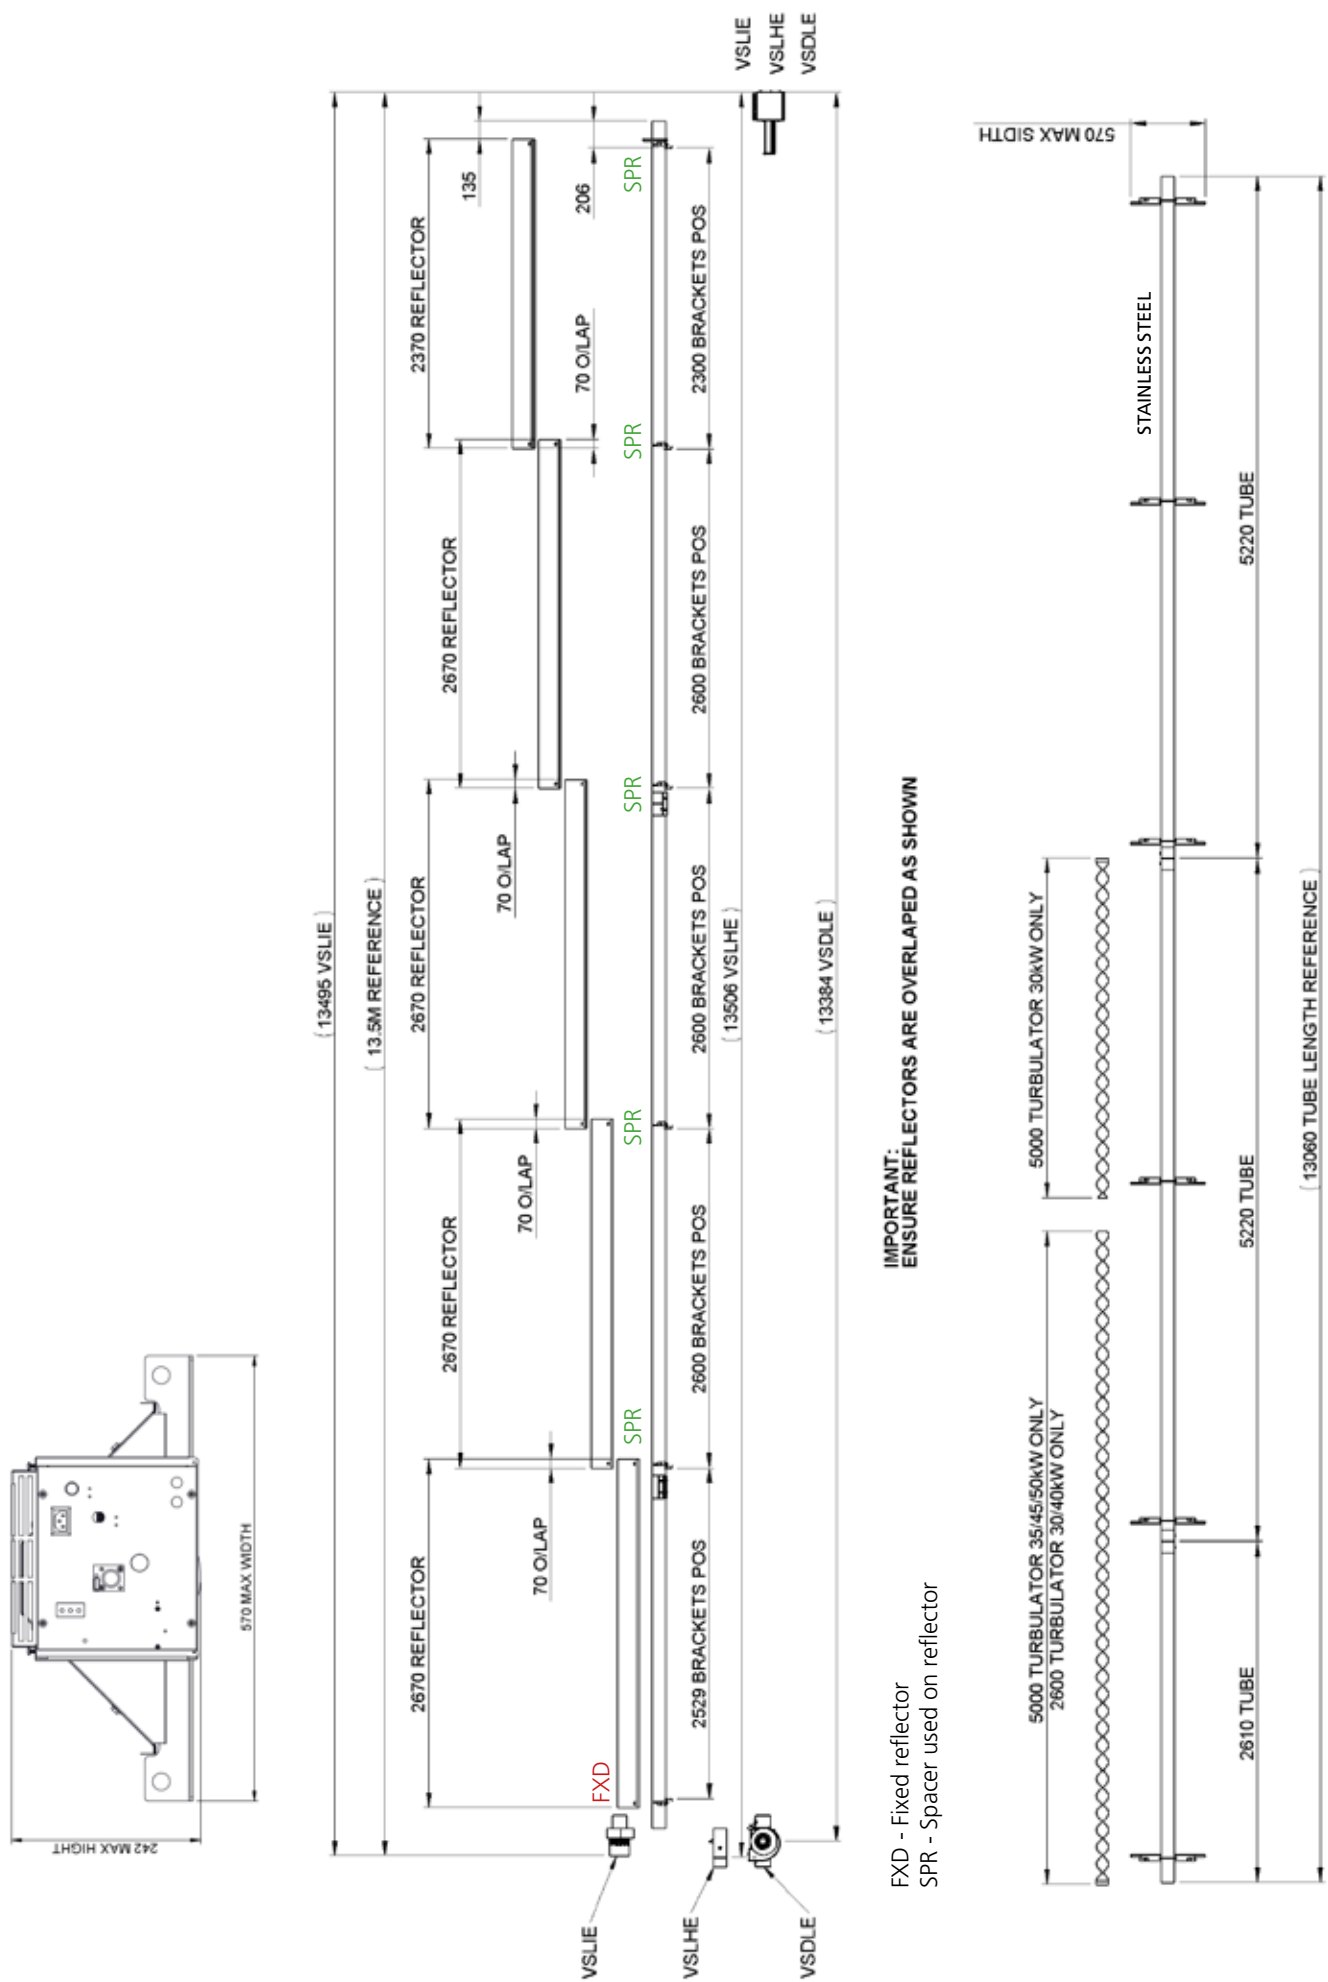 242 MAX HIGHT
570 MAX WIDTH
( 13495 VSLIE )
( 13.5M REFERENCE )
2670 REFLECTOR
2670 REFLECTOR
2670 REFLECTOR
2670 REFLECTOR
2370 REFLECTOR
70 O/LAP
70 O/LAP
70 O/LAP
70 O/LAP
135
206
VSLIE
FXD
SPR
SPR
SPR
SPR
SPR
2529 BRACKETS POS
2600 BRACKETS POS
2600 BRACKETS POS
2600 BRACKETS POS
2300 BRACKETS POS
VSLHE
( 13506 VSLHE )
VSDLE
( 13384 VSDLE )
VSLIE
VSLHE
VSDLE
IMPORTANT:
ENSURE REFLECTORS ARE OVERLAPED AS SHOWN
FXD - Fixed reflector
SPR - Spacer used on reflector
5000 TURBULATOR 35/45/50kW ONLY
2600 TURBULATOR 30/40kW ONLY
5000 TURBULATOR 30kW ONLY
570 MAX SIDTH
STAINLESS STEEL
2610 TUBE
5220 TUBE
5220 TUBE
( 13060 TUBE LENGTH REFERENCE )